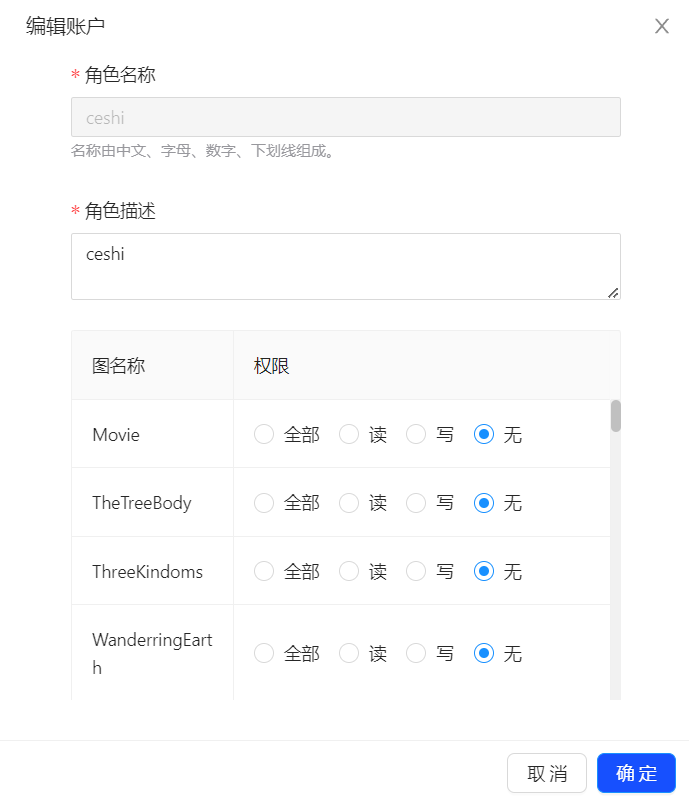 编辑账户
* 角色名称
ceshi
名称由中文、字母、数字、下划线组成。
* 角色描述
ceshi
图名称 权限
Movie 全部 读 写 无
TheTreeBody 全部 读 写 无
ThreeKindoms 全部 读 写 无
WanderringEart
h
全部 读 写 无
取消 确定